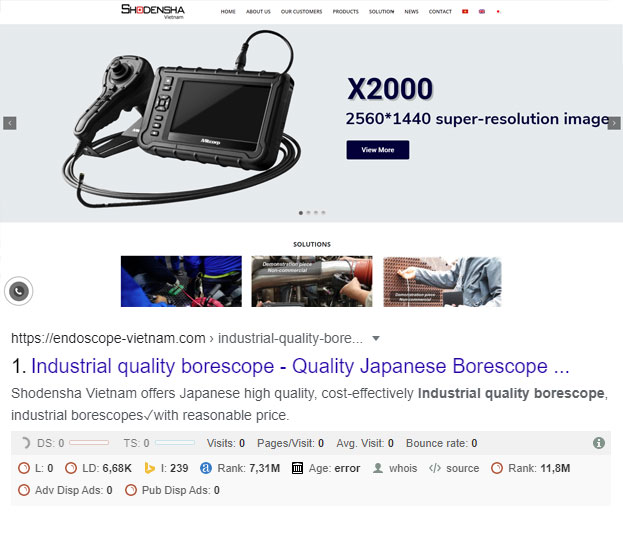 SHODENSHA
Vietnam
HOME ABOUT US OUR CUSTOMERS PRODUCTS SOLUTION NEWS CONTACT
X2000
2560*1440 super-resolution image
Mitcorp
View More
SOLUTIONS
Demonstration piece
Non-commercial
Demonstration piece
Non-commercial
https://endoscope-vietnam.com › industrial-quality-bore...
1. Industrial quality borescope - Quality Japanese Borescope ...
Shodensha Vietnam offers Japanese high quality, cost-effectively Industrial quality borescope,
industrial borescopes✓with reasonable price.
DS: 0 TS: 0 Visits: 0 Pages/Visit: 0 Avg. Visit: 0 Bounce rate: 0
L: 0 LD: 6,68K I: 239 Rank: 7,31M Age: error whois source Rank: 11,8M
Adv Disp Ads: 0 Pub Disp Ads: 0